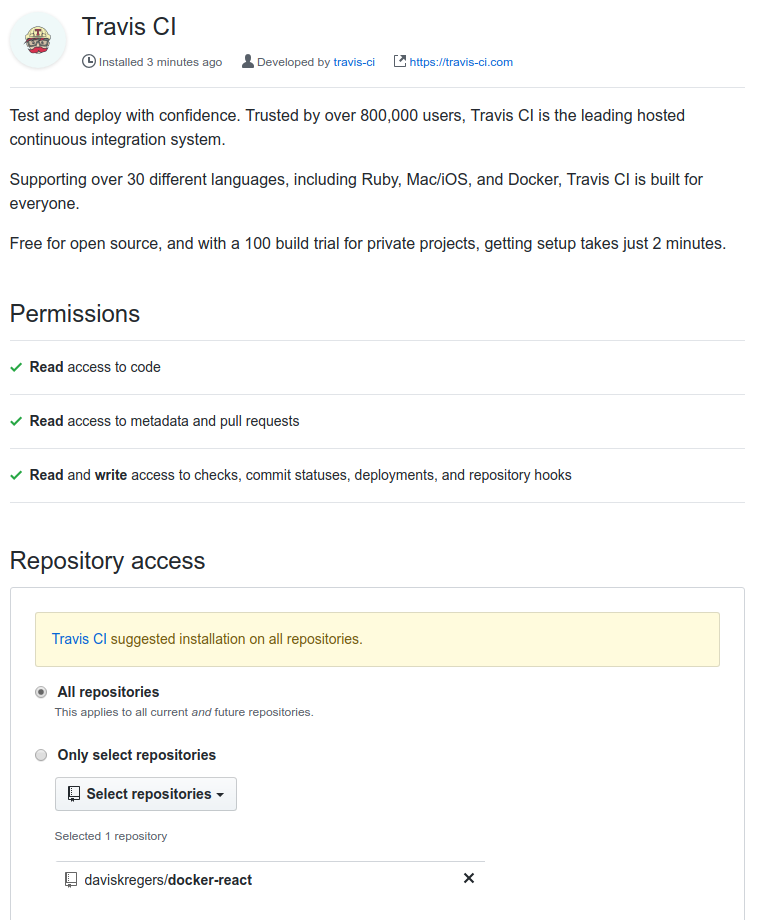 Travis CI
Installed 3 minutes ago Developed by travis-ci https://travis-ci.com
Test and deploy with confidence. Trusted by over 800,000 users, Travis CI is the leading hosted
continuous integration system.
Supporting over 30 different languages, including Ruby, Mac/iOS, and Docker, Travis CI is built for
everyone.
Free for open source, and with a 100 build trial for private projects, getting setup takes just 2 minutes.
Permissions
Read access to code
Read access to metadata and pull requests
Read and write access to checks, commit statuses, deployments, and repository hooks
Repository access
Travis CI suggested installation on all repositories.
All repositories
This applies to all current and future repositories.
Only select repositories
Select repositories
Selected 1 repository
daviskregers/docker-react